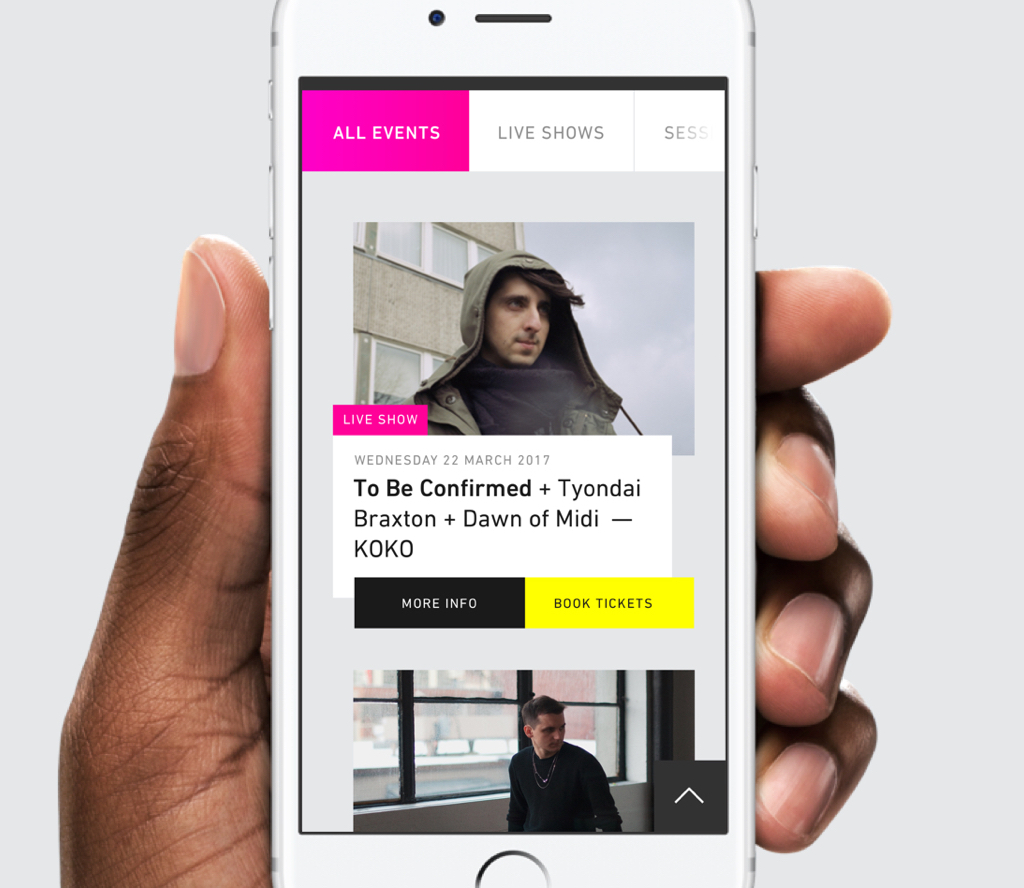 ALL EVENTS
LIVE SHOWS
SESS
LIVE SHOW
WEDNESDAY 22 MARCH 2017
To Be Confirmed + Tyondai
Braxton + Dawn of Midi —
KOKO
MORE INFO
BOOK TICKETS